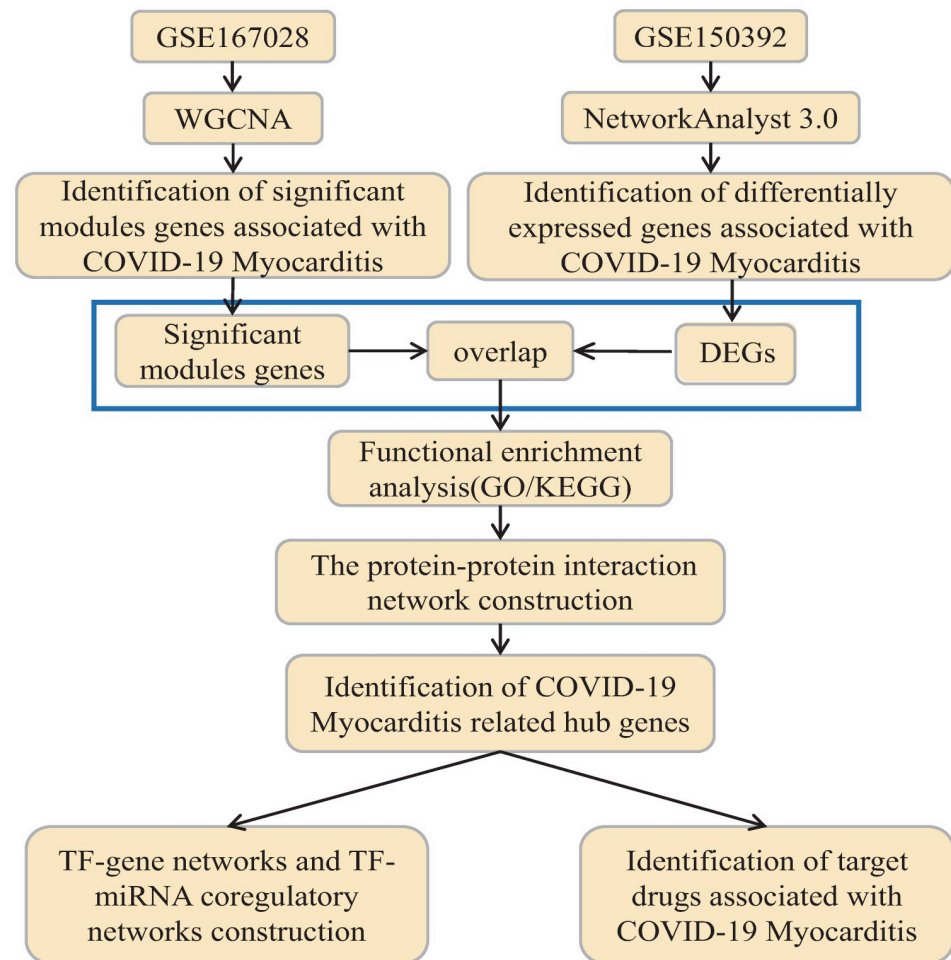 GSE167028
GSE150392
WGCNA
NetworkAnalyst 3.0
Identification of significant
modules genes associated with
COVID-19 Myocarditis
Identification of differentially
expressed genes associated with
COVID-19 Myocarditis
Significant
modules genes
overlap
DEGs
Functional enrichment
analysis(GO/KEGG)
The protein-protein interaction
network construction
Identification of COVID-19
Myocarditis related hub genes
TF-gene networks and TF-
miRNA coregulatory
networks construction
Identification of target
drugs associated with
COVID-19 Myocarditis